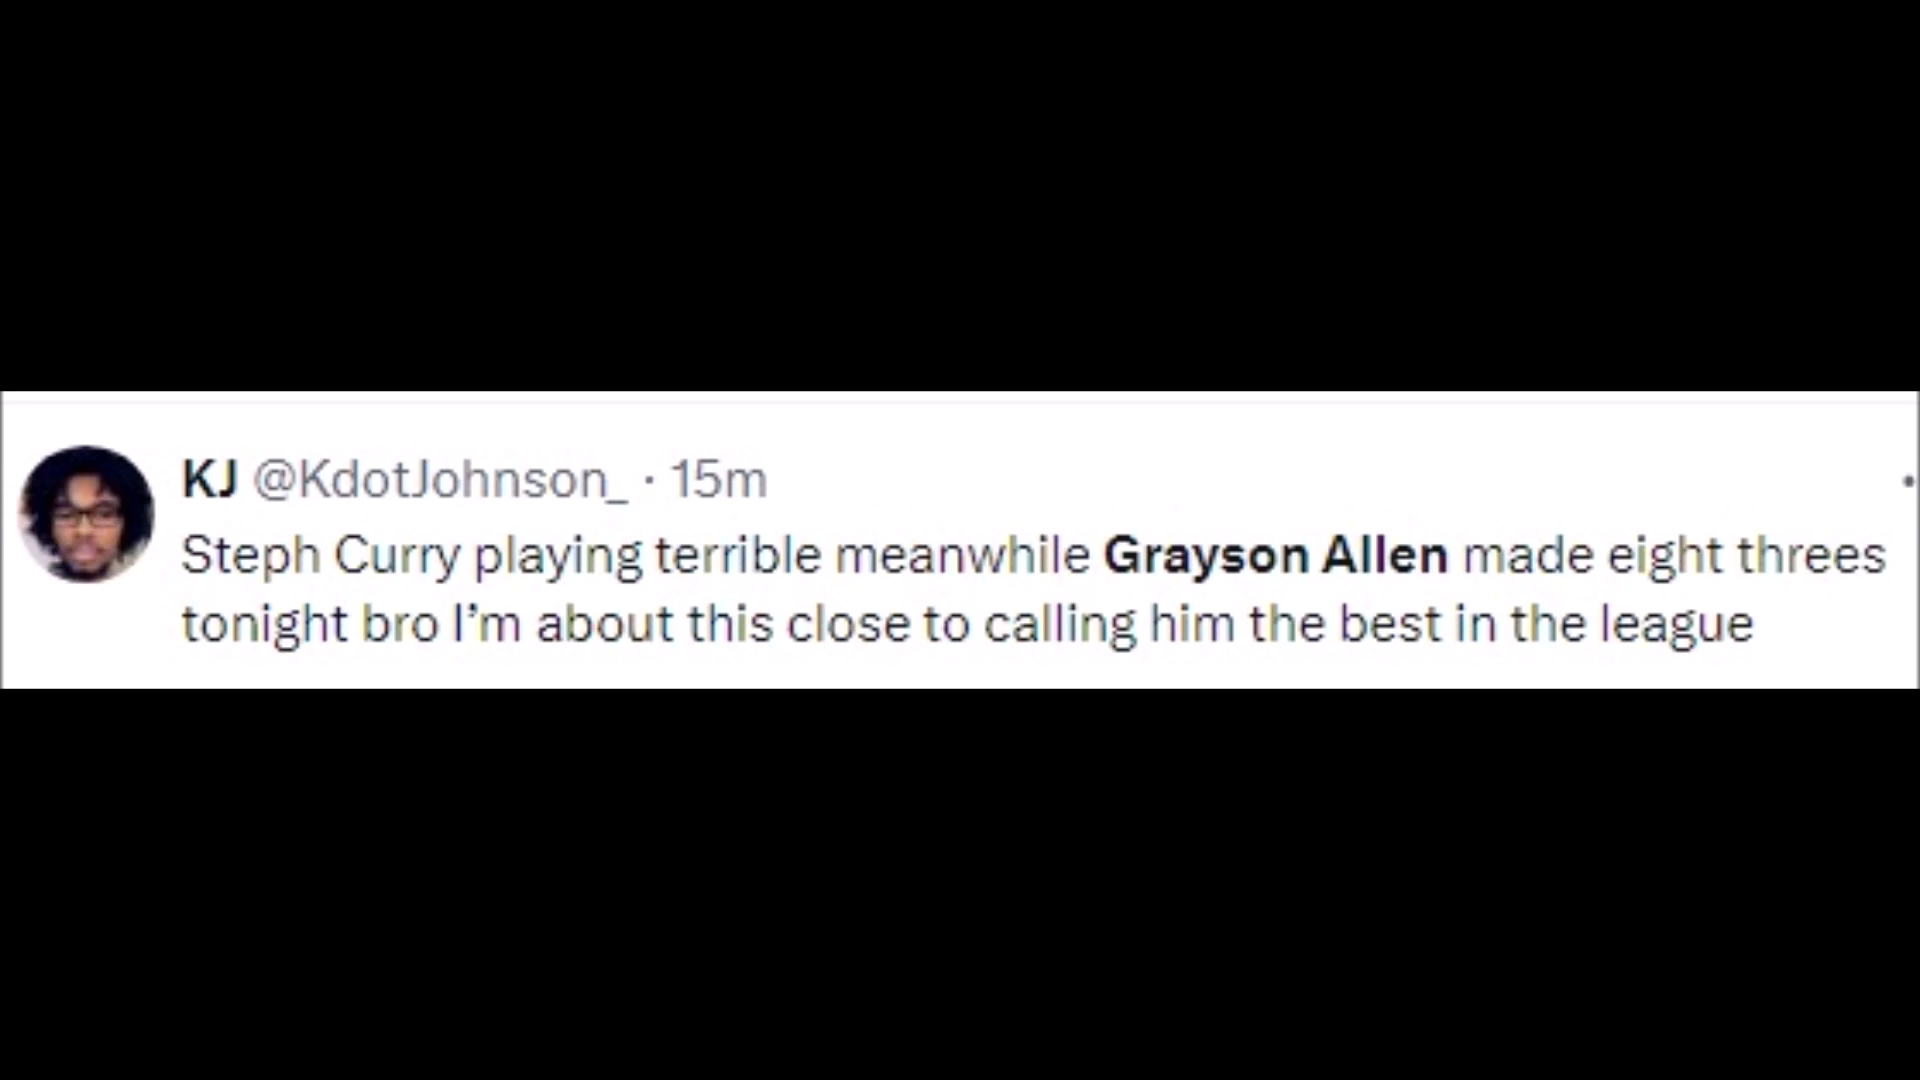 KJ @KdotJohnson_ · 15m
Steph Curry playing terrible meanwhile Grayson Allen made eight threes
tonight bro I’m about this close to calling him the best in the league